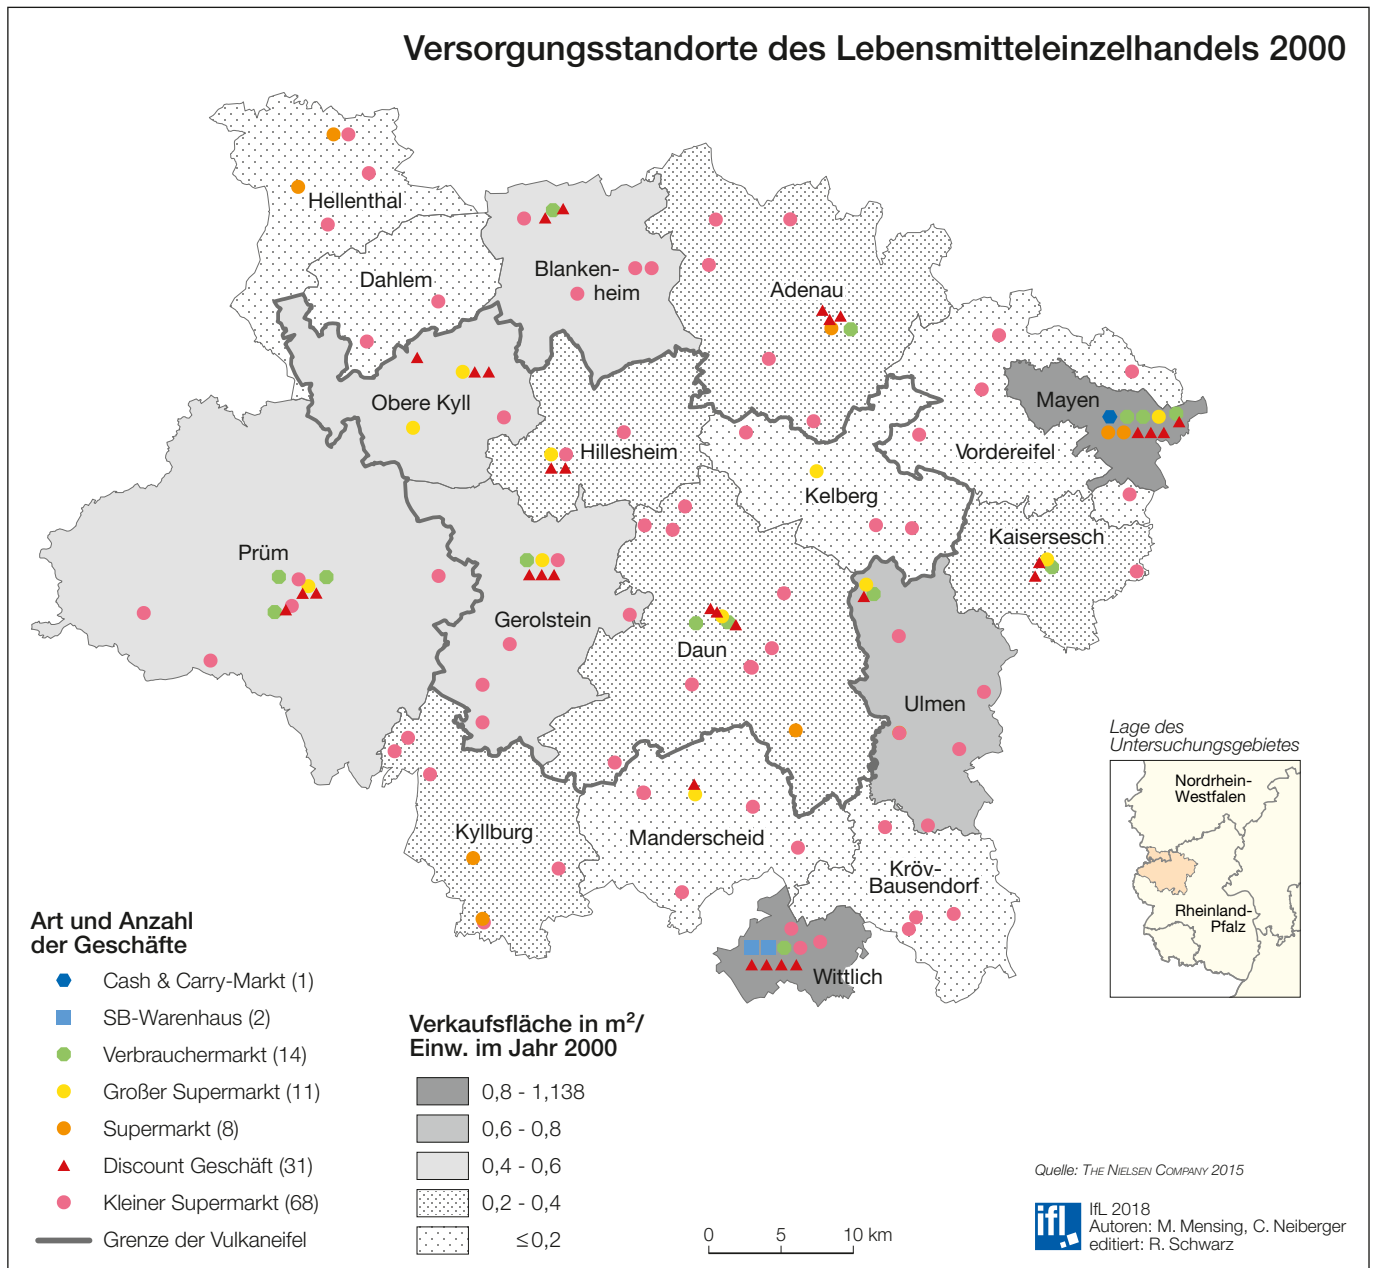 Versorgungsstandorte des Lebensmitteleinzelhandels 2000
Hellenthal
Dahlem
Blanken-
heim
Adenau
Obere Kyll
Hillesheim
Mayen
Vordereifel
Kelberg
Kaisersesch
Prüm
Gerolstein
Daun
Ulmen
Kyllburg
Manderscheid
Kröv-
Bausendorf
Wittlich
Lage des
Untersuchungsgebietes
Nordrhein-
Westfalen
Rheinland-
Pfalz
Art und Anzahl
der Geschäfte
Cash & Carry-Markt (1)
SB-Warenhaus (2)
Verbrauchermarkt (14)
Großer Supermarkt (11)
Supermarkt (8)
Discount Geschäft (31)
Kleiner Supermarkt (68)
Grenze der Vulkaneifel
Verkaufsfläche in m²/
Einw. im Jahr 2000
0,8 - 1,138
0,6 - 0,8
0,4 - 0,6
0,2 - 0,4
≤0,2
0 5 10 km
Quelle: The Nielsen Company 2015
ifl
IfL 2018
Autoren: M. Mensing, C. Neiberger
editiert: R. Schwarz